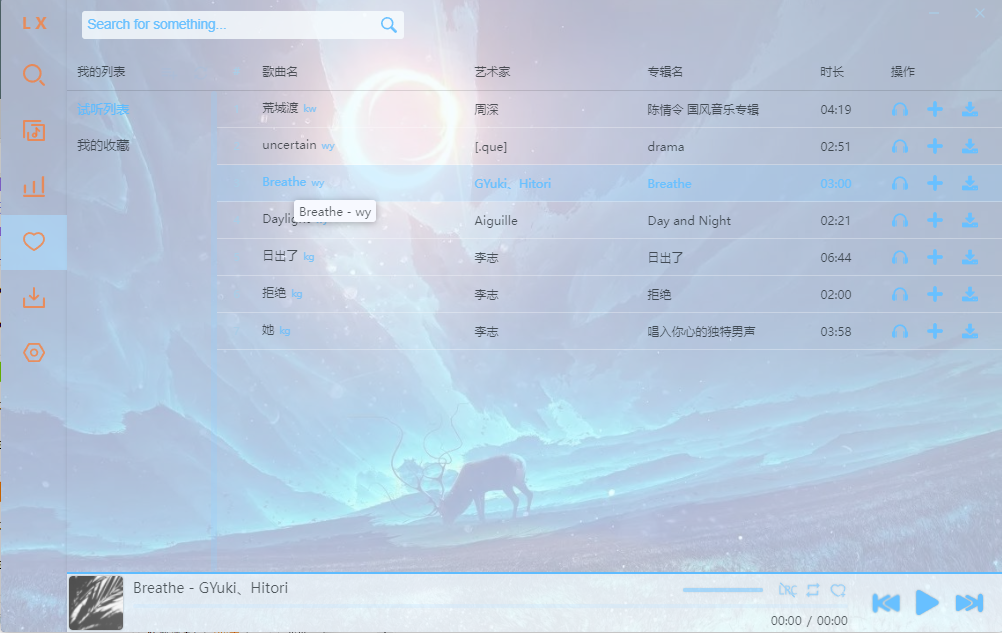 L X
Search for something...
我的列表
歌曲名 艺术家 专辑名 时长 操作
试听列表
荒城渡 kw 周深 陈情令 国风音乐专辑 04:19
我的收藏
uncertain wy [.que] drama 02:51
Breathe wy GYuki、Hitori Breathe 03:00
Breathe - wy
Aiguille Day and Night 02:21
日出了 kg 李志 日出了 06:44
拒绝 kg 李志 拒绝 02:00
她 kg 李志 唱入你心的独特男声 03:58
Breathe - GYuki、Hitori
LRC
00:00 / 00:00